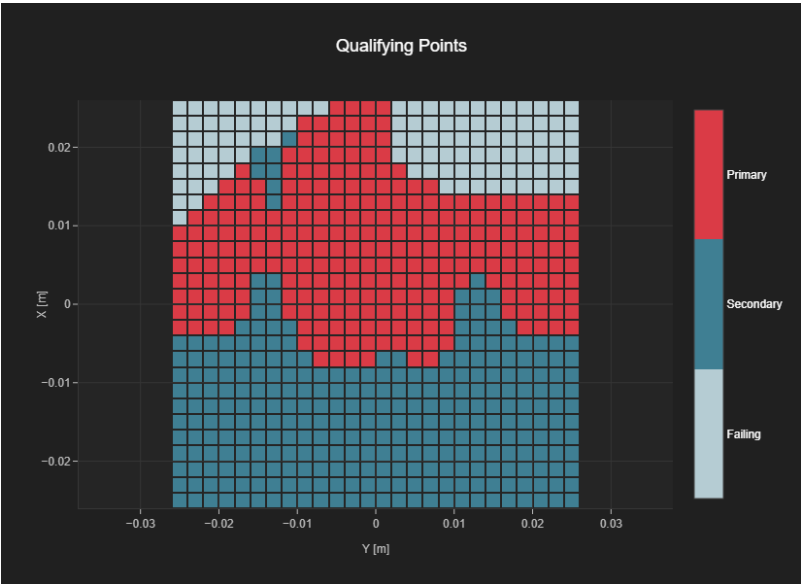 Qualifying Points
0.02
0.01
0
−0.01
−0.02
X [m]
−0.03
−0.02
−0.01
0
0.01
0.02
0.03
Y [m]
Primary
Secondary
Failing